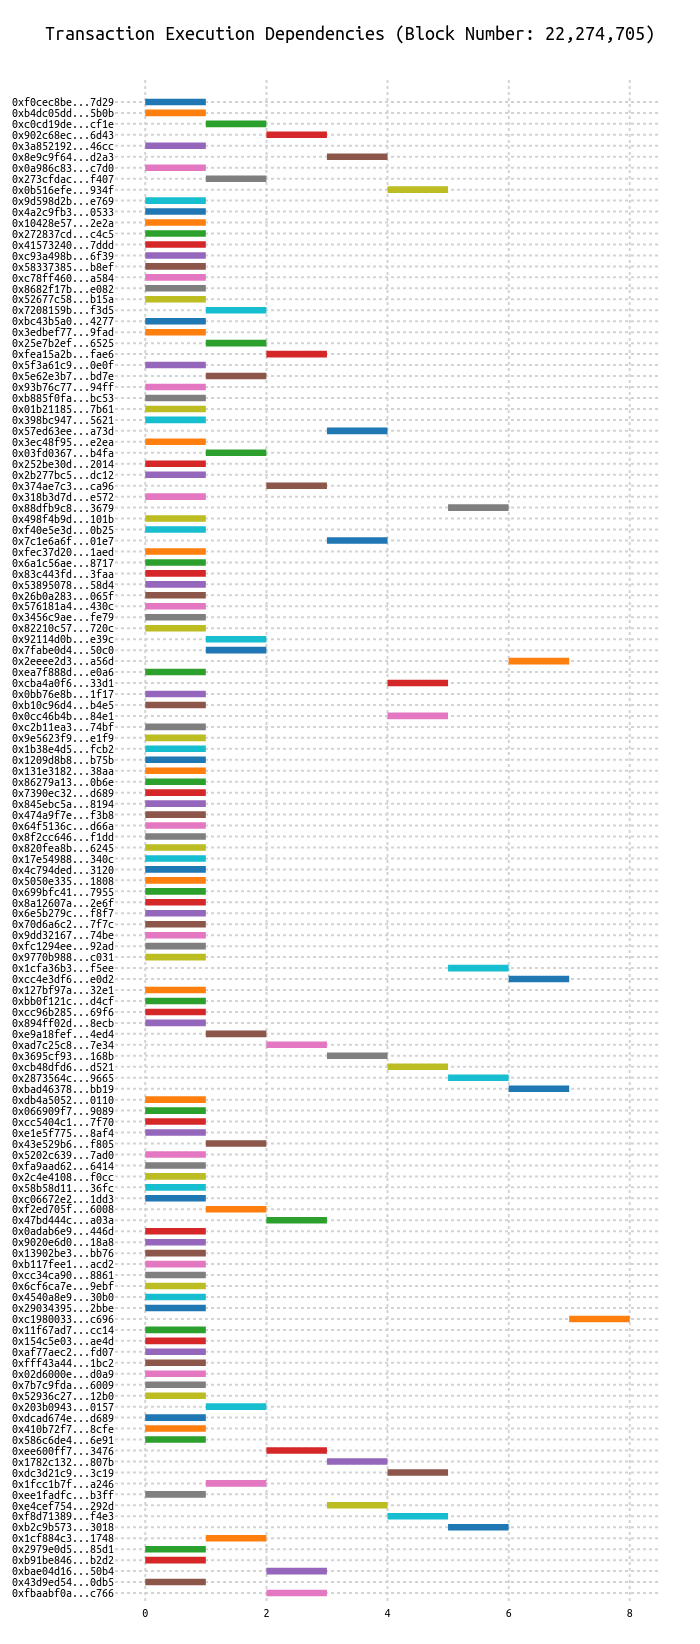 Transaction Execution Dependencies (Block Number: 22,274,705)
0xf0cec8be...7d29
0xb4dc05dd...5b0b
0xc0cd19de...cf1e
0x902c68ec...6d43
0x3a852192...46cc
0x8e9c9f64...d2a3
0x0a986c83...c7d0
0x273cfdac...f407
0x0b516efe...934f
0x9d598d2b...e769
0x4a2c9fb3...0533
0x10428e57...2e2a
0x272837cd...c4c5
0x41573240...7ddd
0xc93a498b...6f39
0x58337385...b8ef
0xc78ff460...a584
0x8682f17b...e082
0x52677c58...b15a
0x7208159b...f3d5
0xbc43b5a0...4277
0x3edbef77...9fad
0x25e7b2ef...6525
0xfea15a2b...fae6
0x5f3a61c9...0e0f
0x5e62e3b7...bd7e
0x93b76c77...94ff
0xb885f0fa...bc53
0x01b21185...7b61
0x398bc947...5621
0x57ed63ee...a73d
0x3ec48f95...e2ea
0x03fd0367...b4fa
0x252be30d...2014
0x2b277bc5...dc12
0x374ae7c3...ca96
0x318b3d7d...e572
0x88dfb9c8...3679
0x498f4b9d...101b
0xf40e5e3d...0b25
0x7c1e6a6f...01e7
0xfec37d20...1aed
0x6a1c56ae...8717
0x83c443fd...3faa
0x53895078...58d4
0x26b0a283...065f
0x576181a4...430c
0x3456c9ae...fe79
0x82210c57...720c
0x92114d0b...e39c
0x7fabe0d4...50c0
0x2eeee2d3...a56d
0xea7f888d...e0a6
0xcba4a0f6...33d1
0x0bb76e8b...1f17
0xb10c96d4...b4e5
0x0cc46b4b...84e1
0xc2b11ea3...74bf
0x9e5623f9...e1f9
0x1b38e4d5...fcb2
0x1209d8b8...b75b
0x131e3182...38aa
0x86279a13...0b6e
0x7390ec32...d689
0x845ebc5a...8194
0x474a9f7e...f3b8
0x64f5136c...d66a
0x8f2cc646...f1dd
0x820fea8b...6245
0x17e54988...340c
0x4c794ded...3120
0x5050e335...1808
0x699bfc41...7955
0x8a12607a...2e6f
0x6e5b279c...f8f7
0x70d6a6c2...7f7c
0x9dd32167...74be
0xfc1294ee...92ad
0x9770b988...c031
0x1cfa36b3...f5ee
0xcc4e3df6...e0d2
0x127bf97a...32e1
0xbb0f121c...d4cf
0xcc96b285...69f6
0x894ff02d...8ecb
0xe9a18fef...4ed4
0xad7c25c8...7e34
0x3695cf93...168b
0xcb48dfd6...d521
0x2873564c...9665
0xbad46378...bb19
0xdb4a5052...0110
0x066909f7...9089
0xcc5404c1...7f70
0xe1e5f775...8af4
0x43e529b6...f805
0x5202c639...7ad0
0xfa9aad62...6414
0x2c4e4108...f0cc
0x58b58d11...36fc
0xc06672e2...1dd3
0xf2ed705f...6008
0x47bd444c...a03a
0x0adab6e9...446d
0x9020e6d0...18a8
0x13902be3...bb76
0xb117fee1...acd2
0xcc34ca90...8861
0x6cf6ca7e...9ebf
0x4540a8e9...30b0
0x29034395...2bbe
0xc1980033...c696
0x11f67ad7...cc14
0x154c5e03...ae4d
0xaf77aec2...fd07
0xfff43a44...1bc2
0x02d6000e...d0a9
0x7b7c9fda...6009
0x52936c27...12b0
0x203b0943...0157
0xdcad674e...d689
0x410b72f7...8cfe
0x586c6de4...6e91
0xee600ff7...3476
0x1782c132...807b
0xdc3d21c9...3c19
0x1fcc1b7f...a246
0xee1fadfc...b3ff
0xe4cef754...292d
0xf8d71389...f4e3
0xb2c9b573...3018
0x1cf884c3...1748
0x2979e0d5...85d1
0xb91be846...b2d2
0xbae04d16...50b4
0x43d9ed54...0db5
0xfbaabf0a...c766
0 2 4 6 8